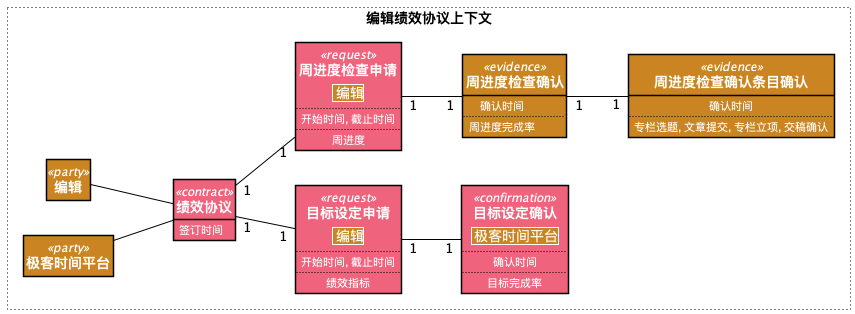 编辑绩效协议上下文
«request»
周进度检查申请
编辑
开始时间, 截止时间
周进度
1
1
«evidence»
周进度检查确认
确认时间
周进度完成率
1
1
«evidence»
周进度检查确认条目确认
确认时间
专栏选题, 文章提交, 专栏立项, 交稿确认
«party»
编辑
«party»
极客时间平台
«contract»
绩效协议
签订时间
1
1
1
1
«request»
目标设定申请
编辑
开始时间, 截止时间
绩效指标
1
1
«confirmation»
目标设定确认
极客时间平台
确认时间
目标完成率